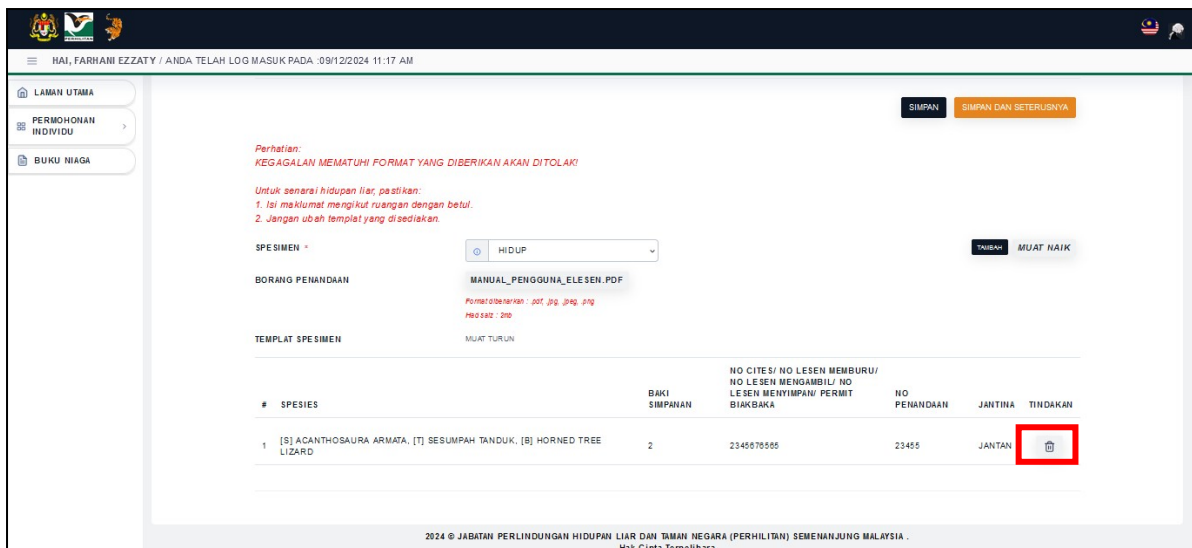 PERHILITAN
HAI, FARHANI EZZATY / ANDA TELAH LOG MASUK PADA :09/12/2024 11:17 AM
LAMAN UTAMA
PERMOHONAN
INDIVIDU
BUKU NIAGA
SIMPAN
SIMPAN DAN SETERUSNYA
Perhatian:
KEGAGALAN MEMATUHI FORMAT YANG DIBERIKAN AKAN DITOLAK!
Untuk senarai hidupan liar, pastikan:
1. Isi maklumat mengikut ruangan dengan betul.
2. Jangan ubah templat yang disediakan.
SPESIMEN *
HIDUP
TAMBAH
MUAT NAIK
BORANG PENANDAAN
MANUAL_PENGGUNA_ELESEN.PDF
Format dibenarkan : .pdf, .jpg, .jpeg, .png
Had saiz : 2mb
TEMPLAT SPESIMEN
MUAT TURUN
# SPESIES
BAKI
SIMPANAN
NO CITES/ NO LESEN MEMBURU/
NO LESEN MENGAMBIL/ NO
LESEN MENYIMPAN/ PERMIT
BIAKBAKA
NO
PENANDAAN
JANTINA
TINDAKAN
1 [S] ACANTHOSAURA ARMATA, [T] SESUMPAH TANDUK, [B] HORNED TREE
LIZARD
2
2345676565
23455
JANTAN
2024 © JABATAN PERLINDUNGAN HIDUPAN LIAR DAN TAMAN NEGARA (PERHILITAN) SEMENANJUNG MALAYSIA .
Hak Cipta Terpelihara